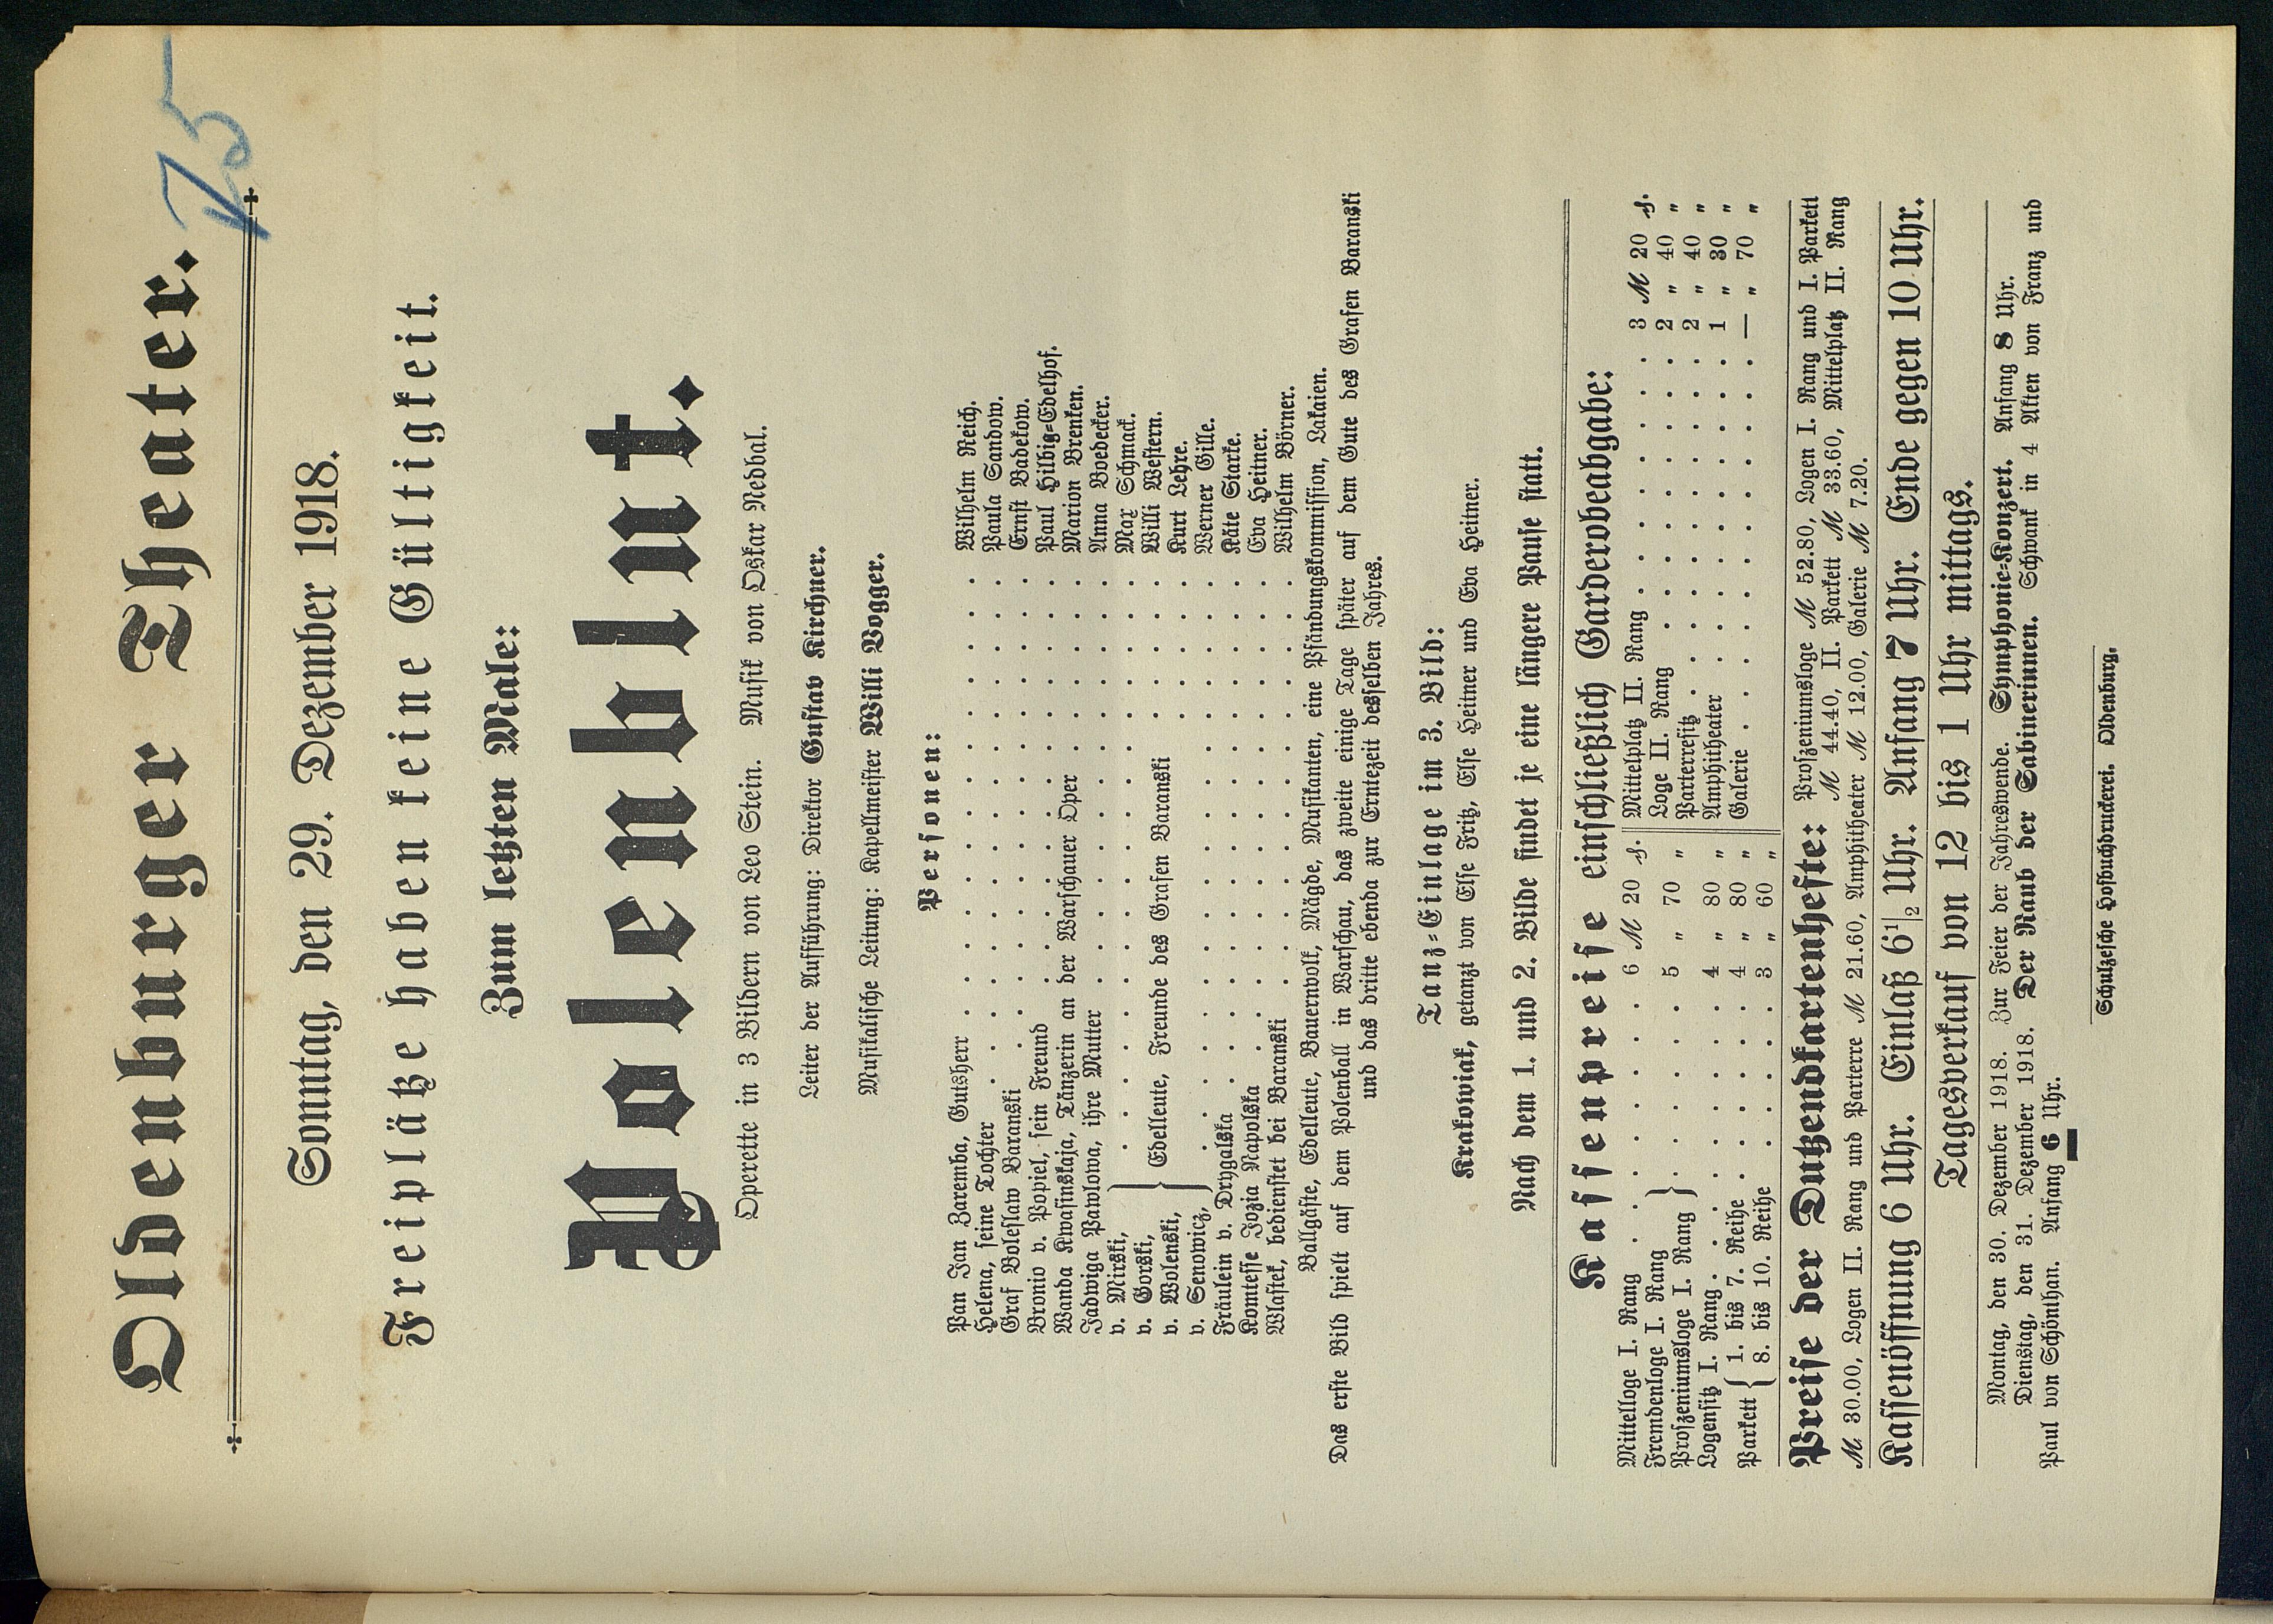 Oldenburger Theater.
75
Sonntag, den 29. Dezember 1918.
Freiplätze haben keine Gültigkeit.
Zum letzten Male:
Polenblut.
Operette in 3 Bildern von Leo Stein. Musik von Oskar Nedbal.
Leiter der Aufführung: Direktor Gustav Kirchner.
Musikalische Leitung: Kapellmeister Willi Vogger.
Personen:
Pan Jan Zaremba, Gutsherr . . . . . . . . . . . . Wilhelm Reich.
Helena, seine Tochter . . . . . . . . . . . . Paula Sandow.
Graf Boleslaw Baranski . . . . . . . . . . . . Ernst Badekow.
Bronio v. Popiel, sein Freund . . . . . . . . . . . . Paul Hilbig-Edelhof.
Wanda Kwasinskaja, Tänzerin an der Warschauer Oper . . . . . . Marion Brenken.
Jadwiga Pawlowa, ihre Mutter . . . . . . . . . . . . Anna Boedecker.
v. Mirski, . . . . . . . . . . . . Max Schmack.
v. Gorski, } Edelleute, Freunde des Grafen Baranski . . . . . . Willi Western.
v. Wolenski, . . . . . . Kurt Lehre.
v. Senowicz, . . . . . . . . . . . . Werner Gille.
Fräulein v. Drygalska . . . . . . . . . . . . Käte Starke.
Komtesse Jozia Napolska . . . . . . . . . . . . Eva Heitner.
Wlastek, bedienstet bei Baranski . . . . . . . . . . . . Wilhelm Börner.
Ballgäste, Edelleute, Bauernvolk, Mägde, Musikanten, eine Pfändungskommission, Lakaien.
Das erste Bild spielt auf dem Polenball in Warschau, das zweite einige Tage später auf dem Gute des Grafen Baranski
und das dritte ebenda zur Erntezeit desselben Jahres.
Tanz-Einlage im 3. Bild:
Krakowiak, getanzt von Else Fritz, Else Heitner und Eva Heitner.
Nach dem 1. und 2. Bilde findet je eine längere Pause statt.
Kassenpreise einschließlich Garderobeabgabe:
Mittelloge I. Rang . . . . . . 6 M 20 ₰.
Fremdenloge I. Rang } . . . . . . 5 " 70 "
Proszeniumsloge I. Rang }
Logensitz I. Rang . . . . . . 4 " 80 "
Parkett { 1. bis 7. Reihe . . . . . . 4 " 80 "
8. bis 10. Reihe . . . . . . 3 " 60 "
Mittelplatz II. Rang . . . . . . 3 M 20 ₰.
Loge II. Rang . . . . . . 2 " 40 "
Parterresitz . . . . . . 2 " 40 "
Amphitheater . . . . . . 1 " 30 "
Galerie . . . . . . — " 70 "
Preise der Dutzendkartenhefte: Proszeniumsloge M 52.80, Logen I. Rang und I. Parkett
M 44.40, II. Parkett M 33.60, Mittelplatz II. Rang
M. 30.00, Logen II. Rang und Parterre M 21.60, Amphitheater M 12.00, Galerie M 7.20.
Kassenöffnung 6 Uhr. Einlaß 6½ Uhr. Anfang 7 Uhr. Ende gegen 10 Uhr.
Tagesverkauf von 12 bis 1 Uhr mittags.
Montag, den 30. Dezember 1918. Zur Feier der Jahreswende. Symphonie-Konzert. Anfang 8 Uhr.
Dienstag, den 31. Dezember 1918. Der Raub der Sabinerinnen. Schwank in 4 Akten von Franz und
Paul von Schönthan. Anfang 6 Uhr.
Schulzesche Hofbuchdruckerei. Oldenburg.